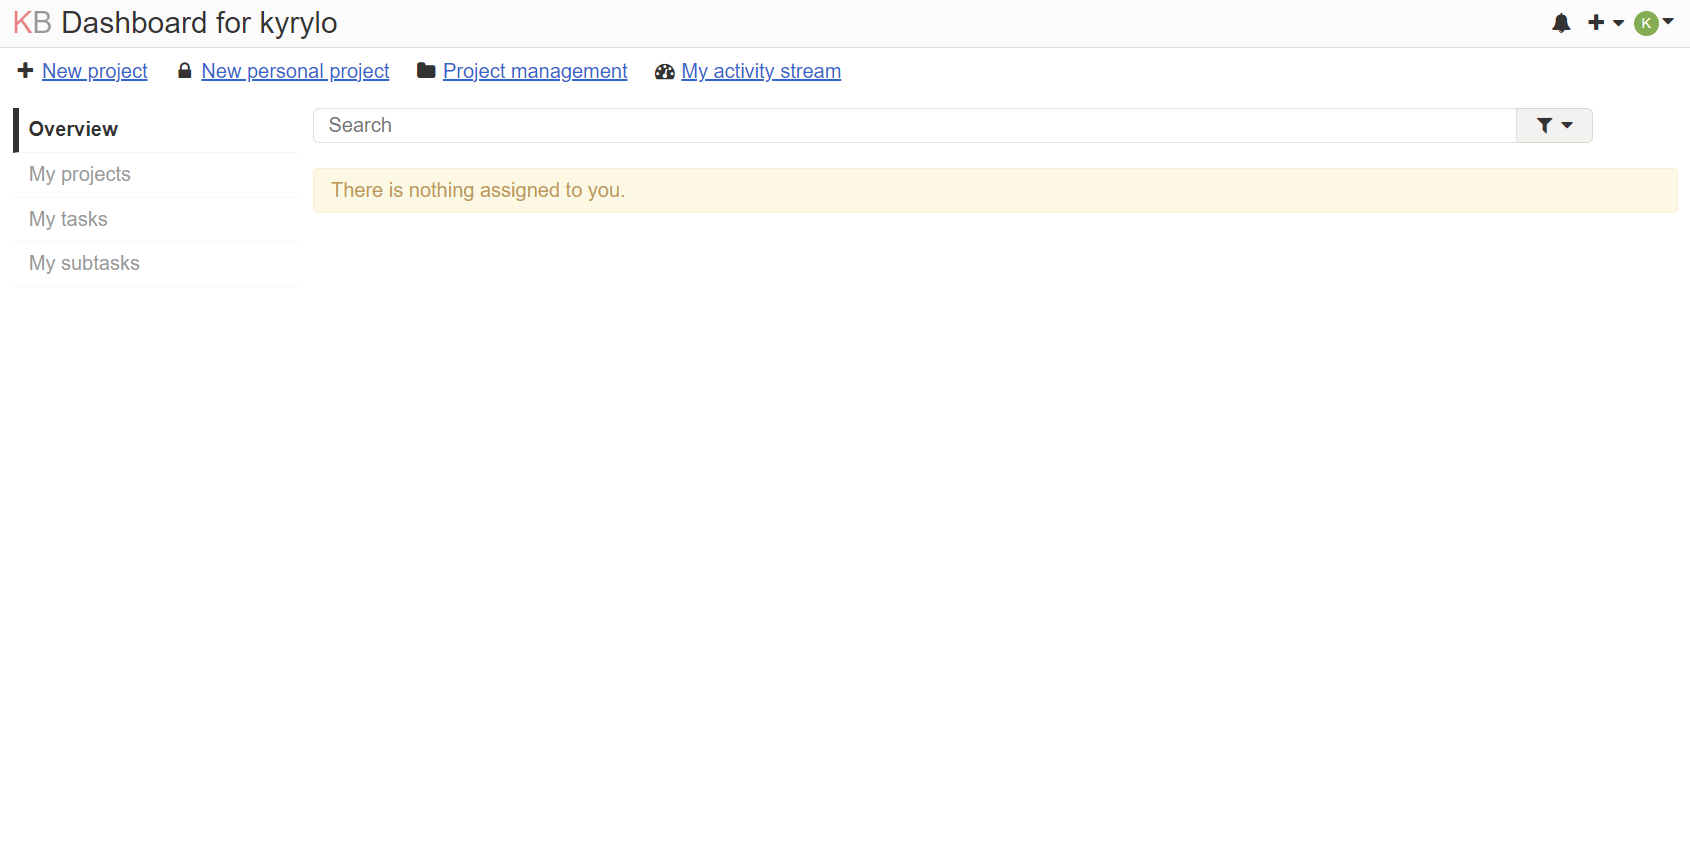 KB Dashboard for kyrylo
K
New project New personal project Project management My activity stream
Overview
My projects
My tasks
My subtasks
Search
There is nothing assigned to you.